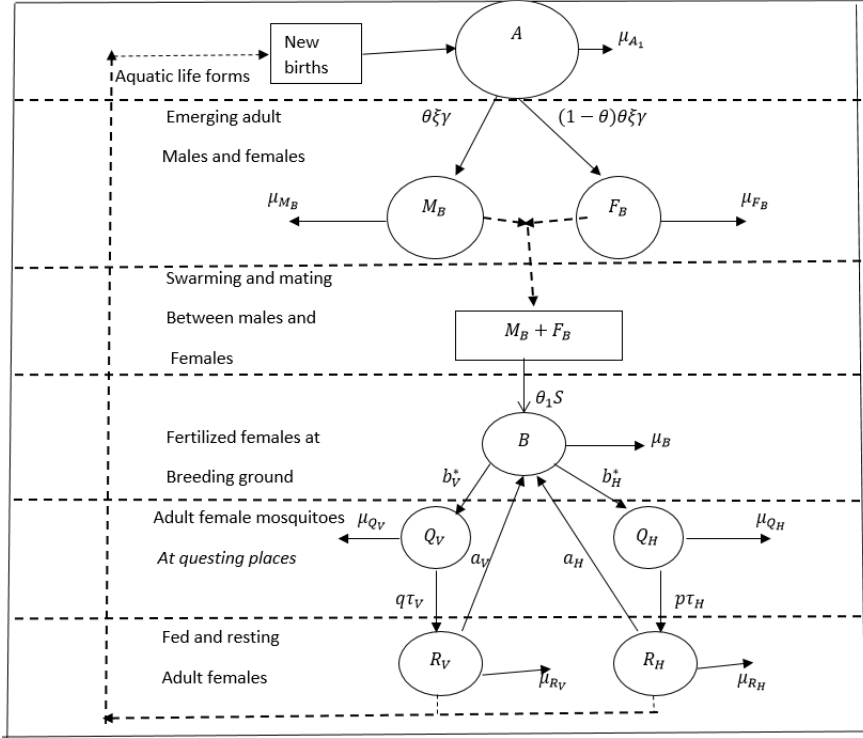 New
births
A
μ_{A_1}
Aquatic life forms
Emerging adult
θξγ
(1 − θ)θξγ
Males and females
μ_{M_B}
M_B
F_B
μ_{F_B}
Swarming and mating
Between males and
M_B + F_B
Females
θ_1S
Fertilized females at
B
μ_B
Breeding ground
b_V^*
b_H^*
Adult female mosquitoes
μ_{Q_V}
Q_V
Q_H
μ_{Q_H}
At questing places
a_V
a_H
qτ_V
pτ_H
Fed and resting
R_V
R_H
Adult females
μ_{R_V}
μ_{R_H}